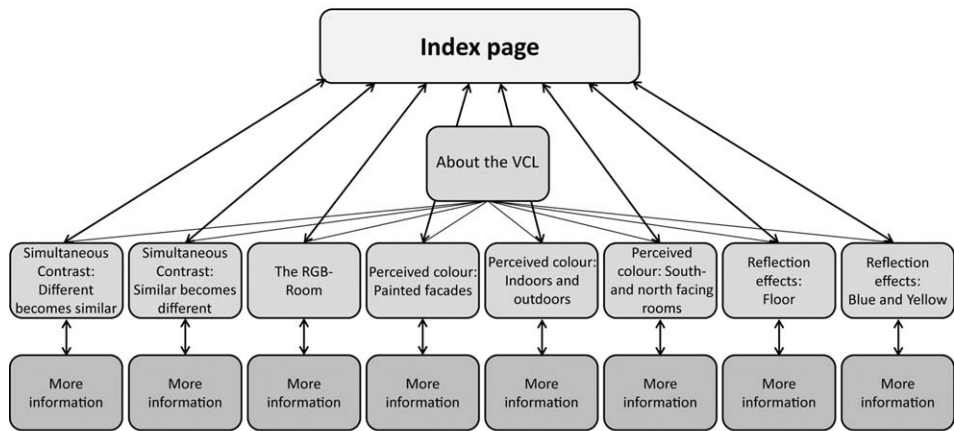 Index page
About the VCL
Simultaneous
Contrast:
Different
becomes similar
Simultaneous
Contrast:
Similar becomes
different
The RGB-
Room
Perceived colour:
Painted facades
Perceived colour:
Indoors and
outdoors
Perceived
colour: South-
and north facing
rooms
Reflection
effects:
Floor
Reflection
effects:
Blue and Yellow
More
information
More
information
More
information
More
information
More
information
More
information
More
information
More
information